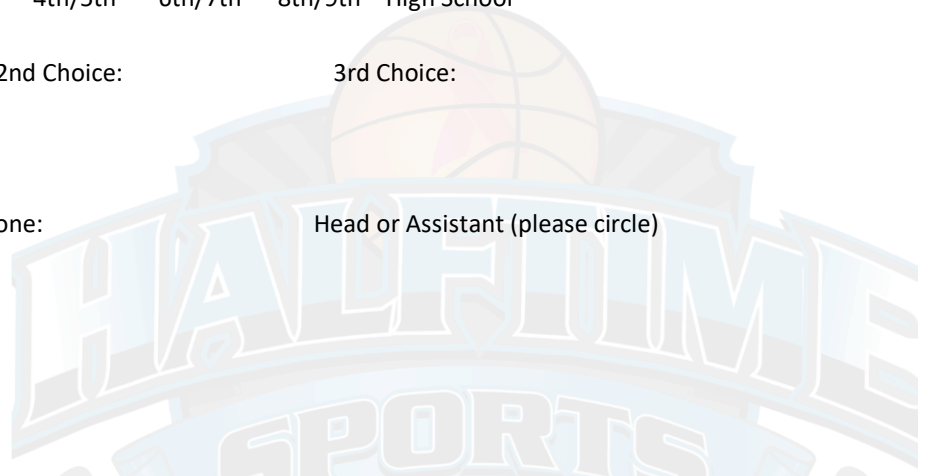 4th/5th 6th/7th 8th/9th High School
2nd Choice: 3rd Choice:
one: Head or Assistant (please circle)
HALFTIME
SPORTS